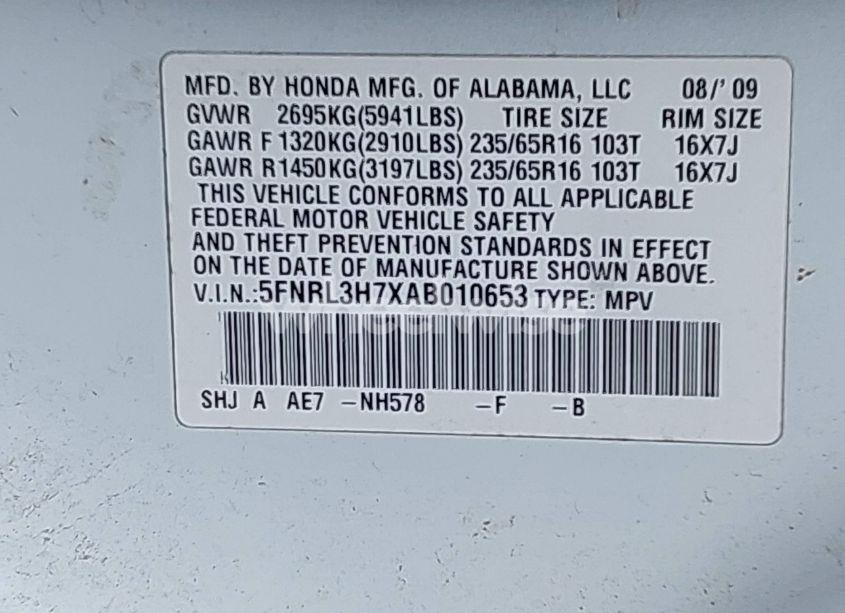 MFD. BY HONDA MFG. OF ALABAMA, LLC 08/'09
GVWR 2695KG(5941LBS) TIRE SIZE RIM SIZE
GAWR F 1320KG(2910LBS) 235/65R16 103T 16X7J
GAWR R1450KG(3197LBS) 235/65R16 103T 16X7J
THIS VEHICLE CONFORMS TO ALL APPLICABLE
FEDERAL MOTOR VEHICLE SAFETY
AND THEFT PREVENTION STANDARDS IN EFFECT
ON THE DATE OF MANUFACTURE SHOWN ABOVE.
V.I.N.:5FNRL3H7XAB010653 TYPE: MPV
SHJ A AE7 -NH578 -F -B